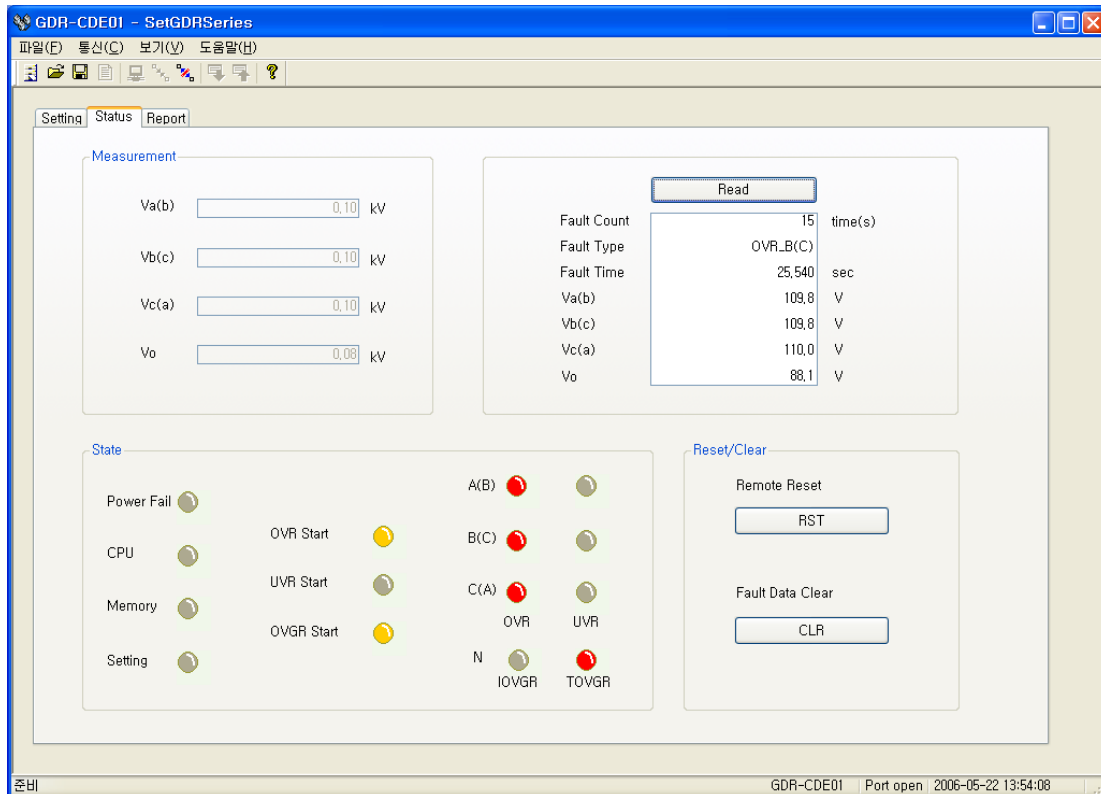 GDR-CDE01 - SetGDRSeries
파일(F) 통신(C) 보기(V) 도움말(H)
Setting Status Report
Measurement
Va(b) 0,10 kV
Vb(c) 0,10 kV
Vc(a) 0,10 kV
Vo 0,08 kV
Read
Fault Count 15 time(s)
Fault Type OVR_B(C)
Fault Time 25,540 sec
Va(b) 109,8 V
Vb(c) 109,8 V
Vc(a) 110,0 V
Vo 88,1 V
State
Power Fail
CPU
Memory
Setting
OVR Start
UVR Start
OVGR Start
A(B)
B(C)
C(A)
OVR UVR
N
IOVGR TOVGR
Reset/Clear
Remote Reset
RST
Fault Data Clear
CLR
준비 GDR-CDE01 Port open 2006-05-22 13:54:08